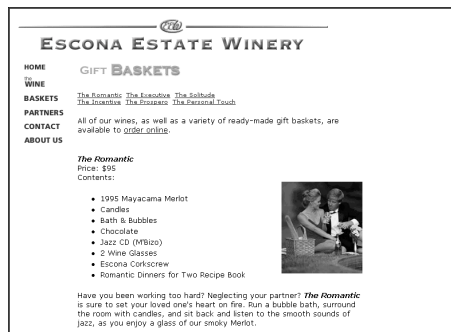 ESCONA ESTATE WINERY
HOME
the
WINE
BASKETS
PARTNERS
CONTACT
ABOUT US
GIFT BASKETS
The Romantic The Executive The Solitude
The Incentive The Prospero The Personal Touch
All of our wines, as well as a variety of ready-made gift baskets, are
available to order online.
The Romantic
Price: $95
Contents:
• 1995 Mayacama Merlot
• Candles
• Bath & Bubbles
• Chocolate
• Jazz CD (M'Bizo)
• 2 Wine Glasses
• Escona Corkscrew
• Romantic Dinners for Two Recipe Book
Have you been working too hard? Neglecting your partner? The Romantic
is sure to set your loved one's heart on fire. Run a bubble bath, surround
the room with candles, and sit back and listen to the smooth sounds of
jazz, as you enjoy a glass of our smoky Merlot.